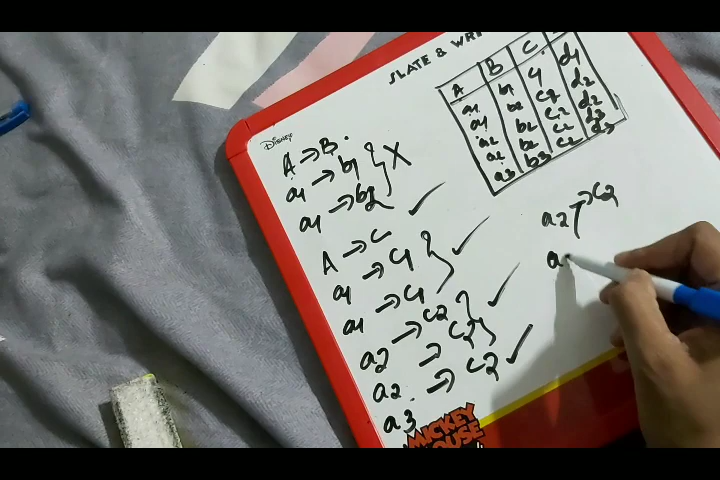 SLATE & WRI
DISNEY
A B C
a1 b1 c1 d1
a1 b2 c1 d2
a2 b2 c2 d2
a2 b2 c2 d3
a3 b3 c2 d3
A → B.
a1 → b1
a1 → b2 } X
A → C ✓
a1 → c1
a1 → c1 } ✓
a2 → c2
a2. → c2 } ✓
a3 → c2 ✓
a2 → c2
a
MICKEY
MOUSE